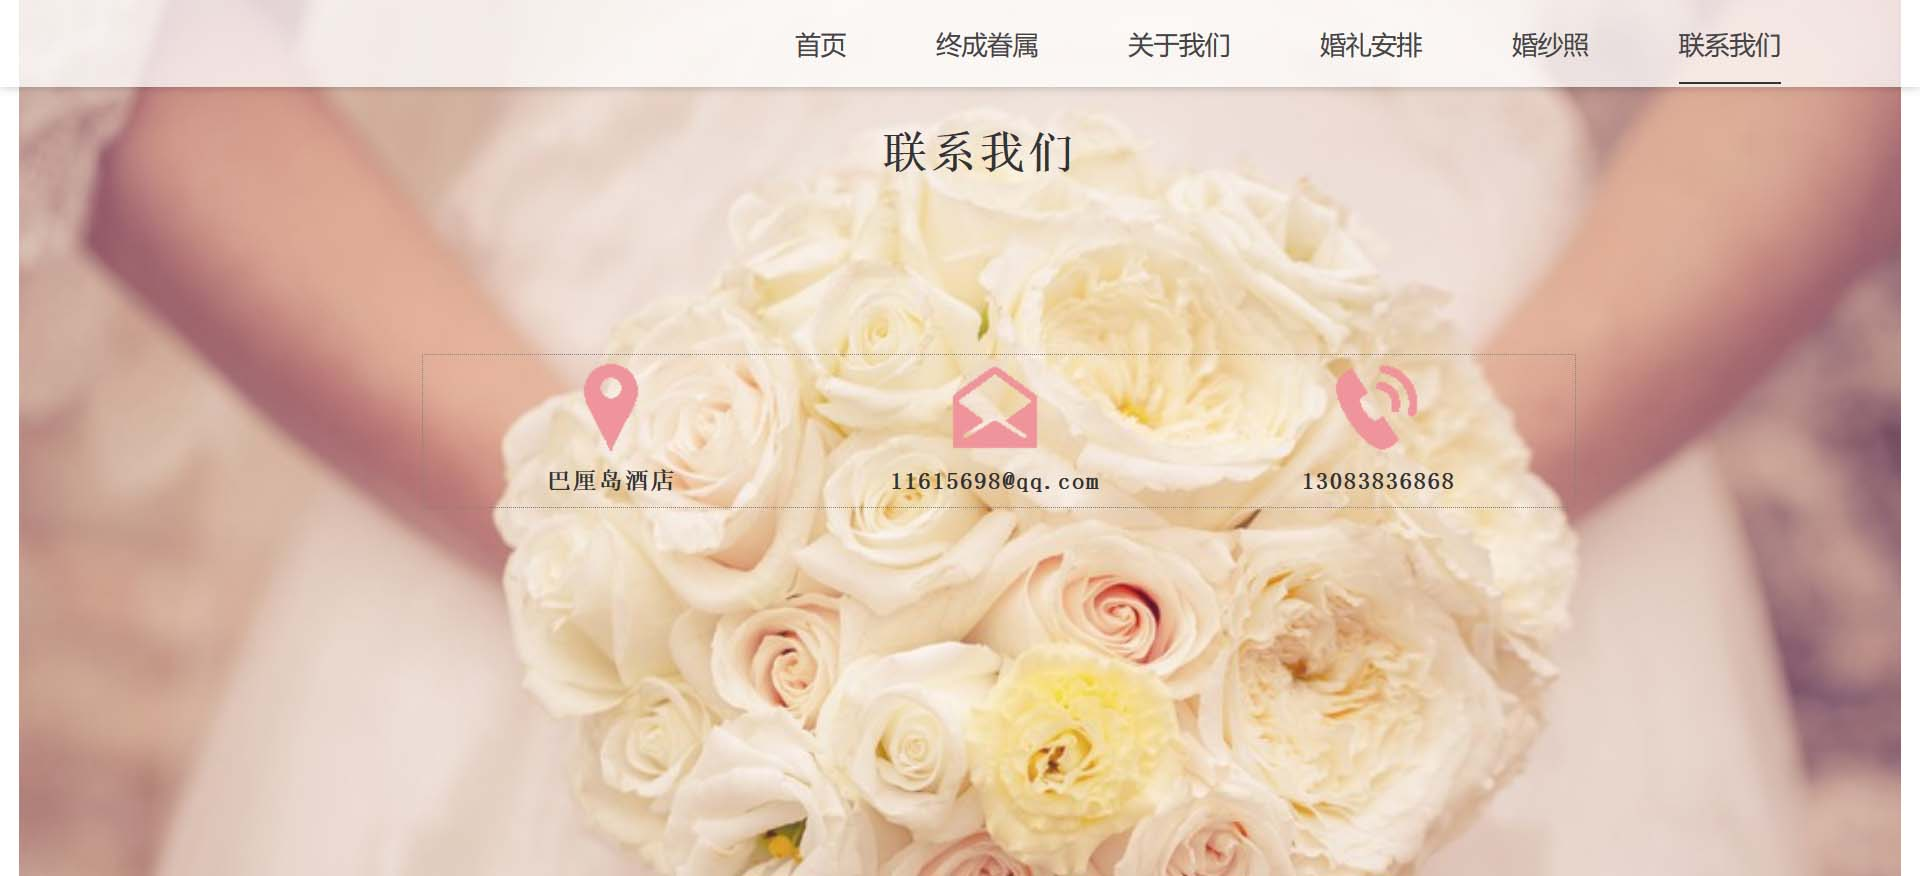 首页 终成眷属 关于我们 婚礼安排 婚纱照 联系我们
联系我们
巴厘岛酒店 11615698@qq.com 13083836868